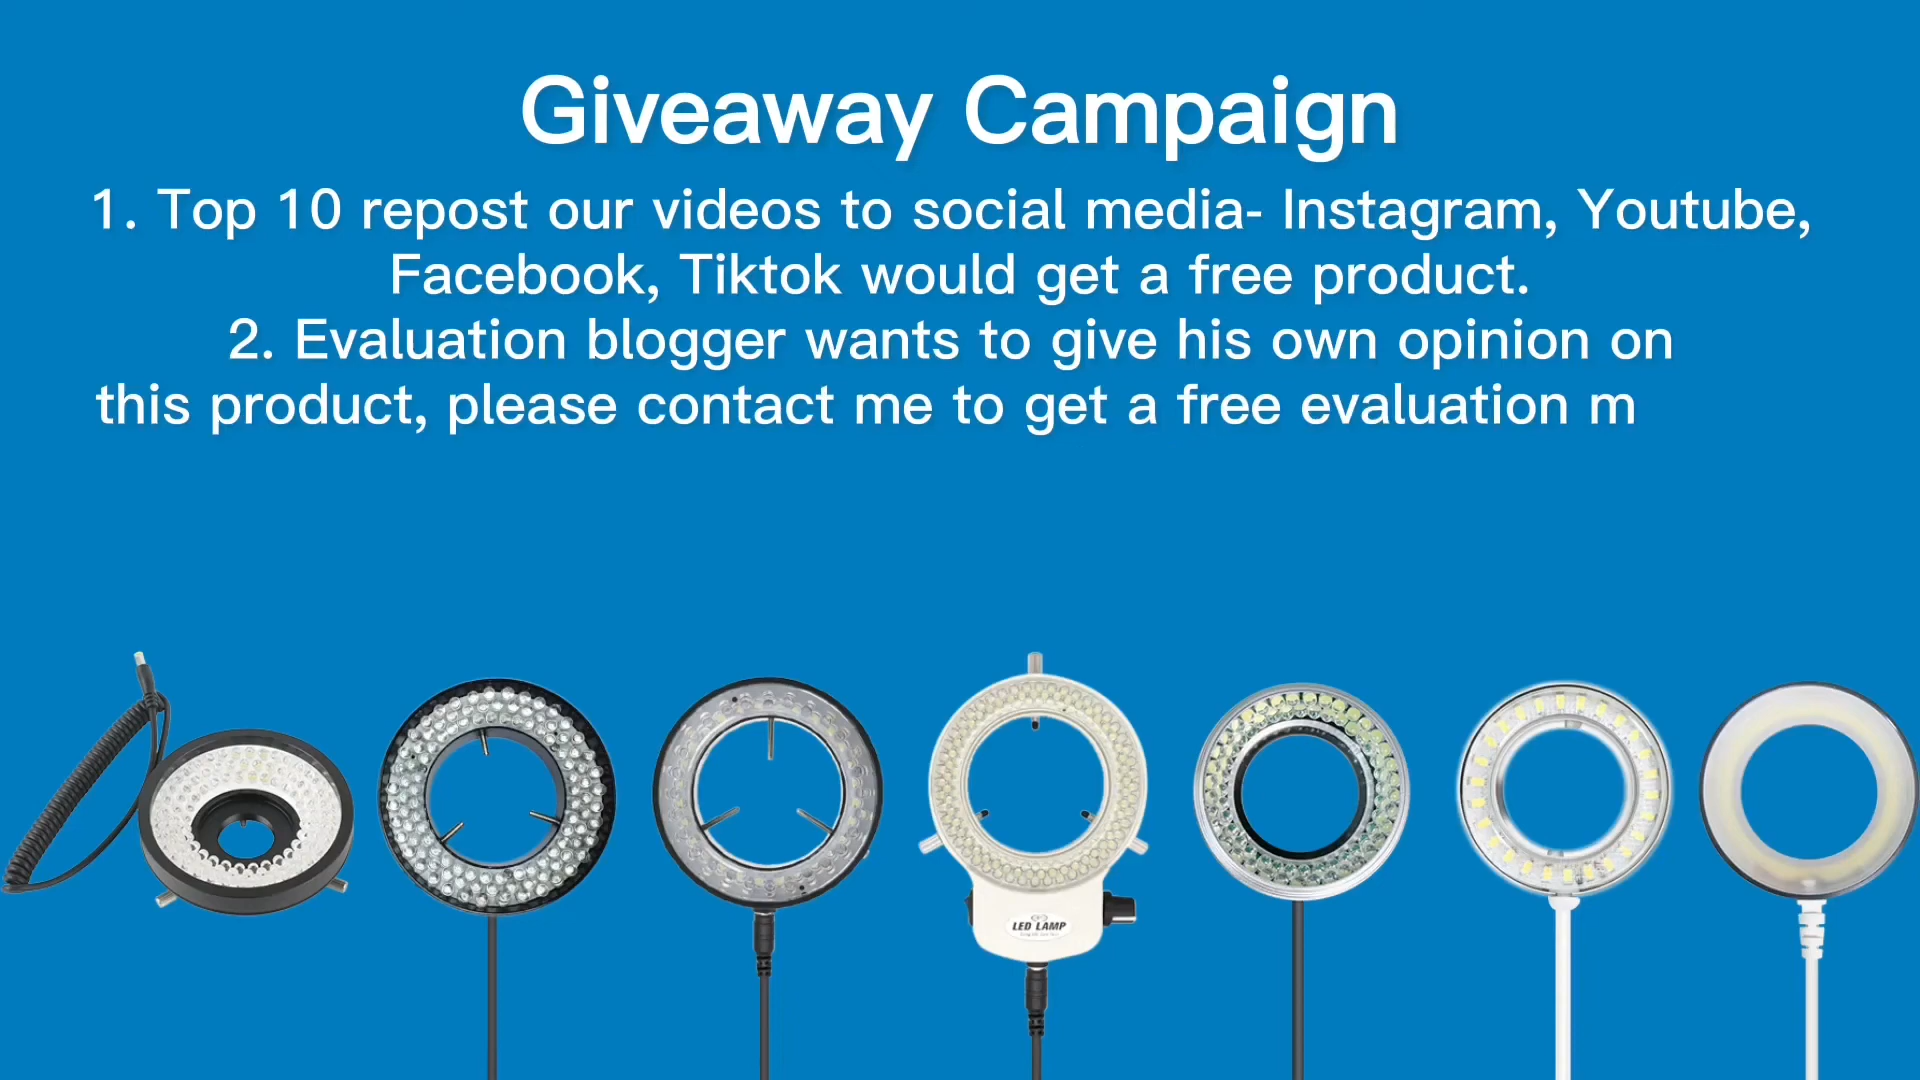 Giveaway Campaign
1. Top 10 repost our videos to social media- Instagram, Youtube,
Facebook, Tiktok would get a free product.
2. Evaluation blogger wants to give his own opinion on
this product, please contact me to get a free evaluation m
LED LAMP